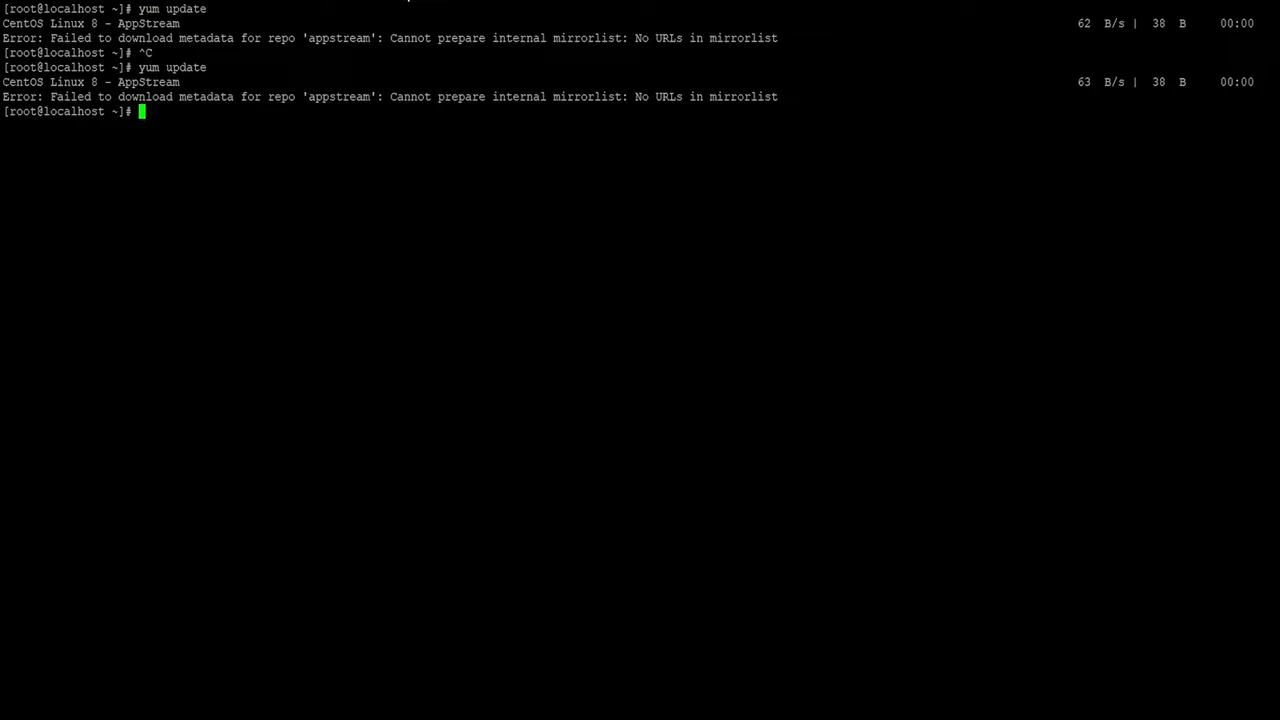 [root@localhost ~]# yum update
CentOS Linux 8 - AppStream 62 B/s | 38 B 00:00
Error: Failed to download metadata for repo 'appstream': Cannot prepare internal mirrorlist: No URLs in mirrorlist
[root@localhost ~]# ^C
[root@localhost ~]# yum update
CentOS Linux 8 - AppStream 63 B/s | 38 B 00:00
Error: Failed to download metadata for repo 'appstream': Cannot prepare internal mirrorlist: No URLs in mirrorlist
[root@localhost ~]#